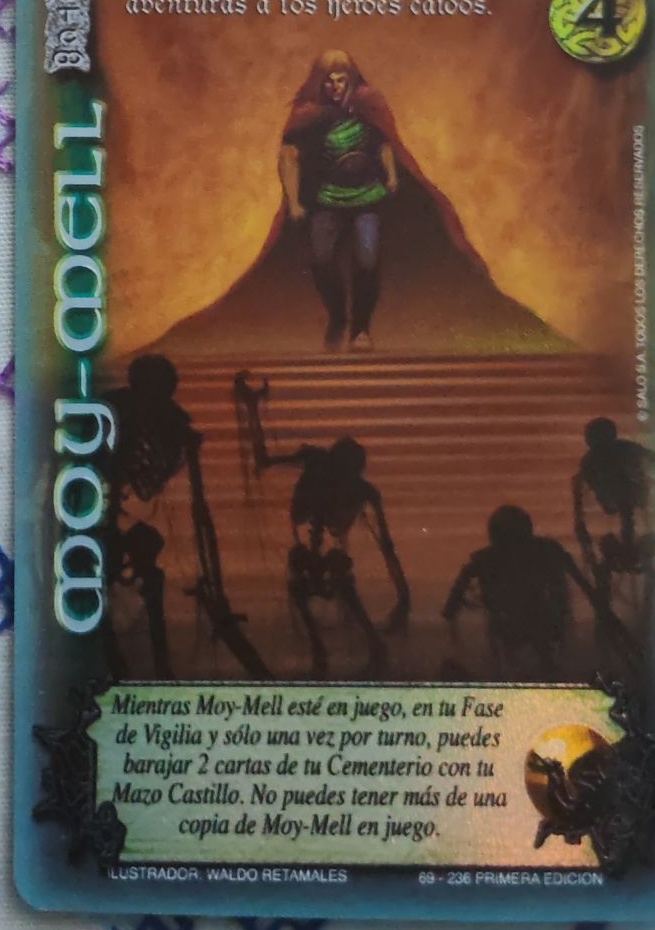 aventuras a los héroes caídos.
4
MOY-MELL
© SALO S.A. TODOS LOS DERECHOS RESERVADOS
Mientras Moy-Mell esté en juego, en tu Fase
de Vigilia y sólo una vez por turno, puedes
barajar 2 cartas de tu Cementerio con tu
Mazo Castillo. No puedes tener más de una
copia de Moy-Mell en juego.
ILUSTRADOR: WALDO RETAMALES
69 - 236 PRIMERA EDICION